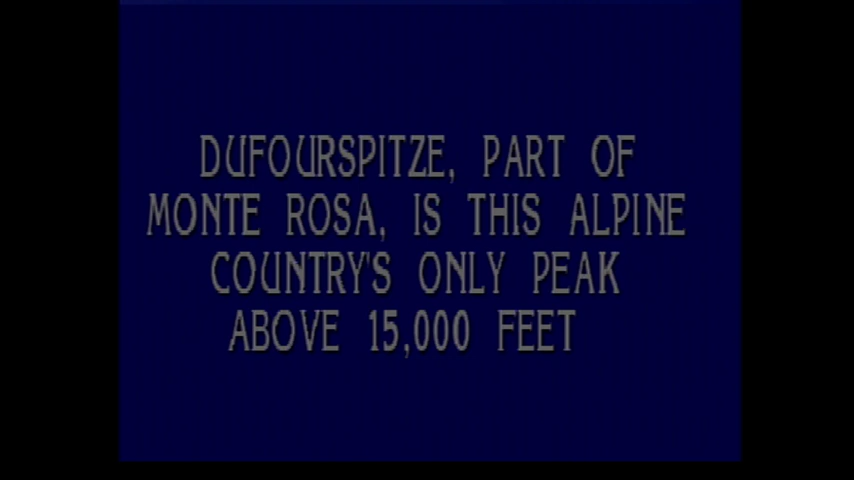 DUFOURSPITZE, PART OF
MONTE ROSA, IS THIS ALPINE
COUNTRY'S ONLY PEAK
ABOVE 15,000 FEET